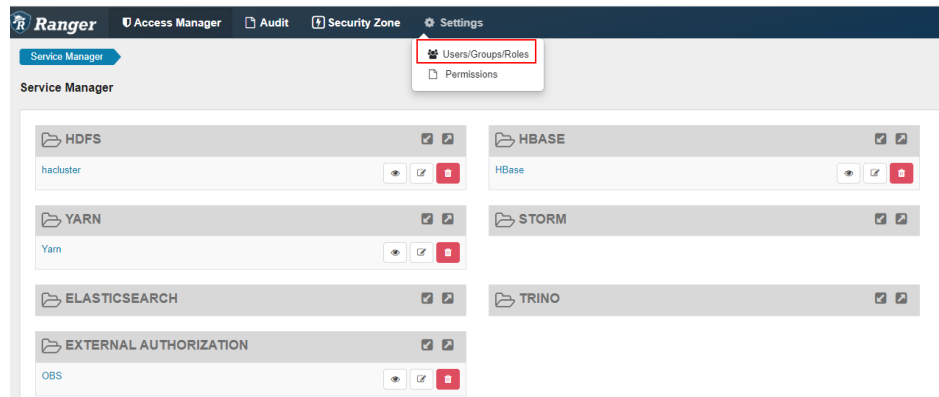 Ranger Access Manager Audit Security Zone Settings
Service Manager
Users/Groups/Roles
Permissions
Service Manager
HDFS
hacluster
HBASE
HBase
YARN
Yarn
STORM
ELASTICSEARCH
TRINO
EXTERNAL AUTHORIZATION
OBS